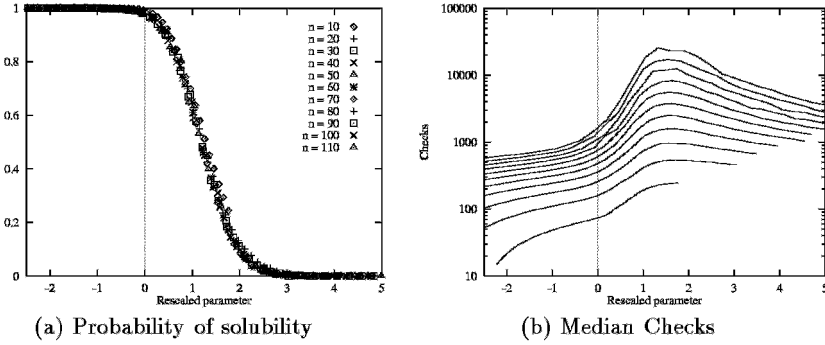 1
0.8
0.6
0.4
0.2
0
-2
-1
0
1
2
3
4
5
Rescaled parameter
n = 10
n = 20
n = 30
n = 40
n = 50
n = 60
n = 70
n = 80
n = 90
n = 100
n = 110
(a) Probability of solubility
100000
10000
1000
100
10
Checks
-2
-1
0
1
2
3
4
5
Rescaled parameter
(b) Median Checks